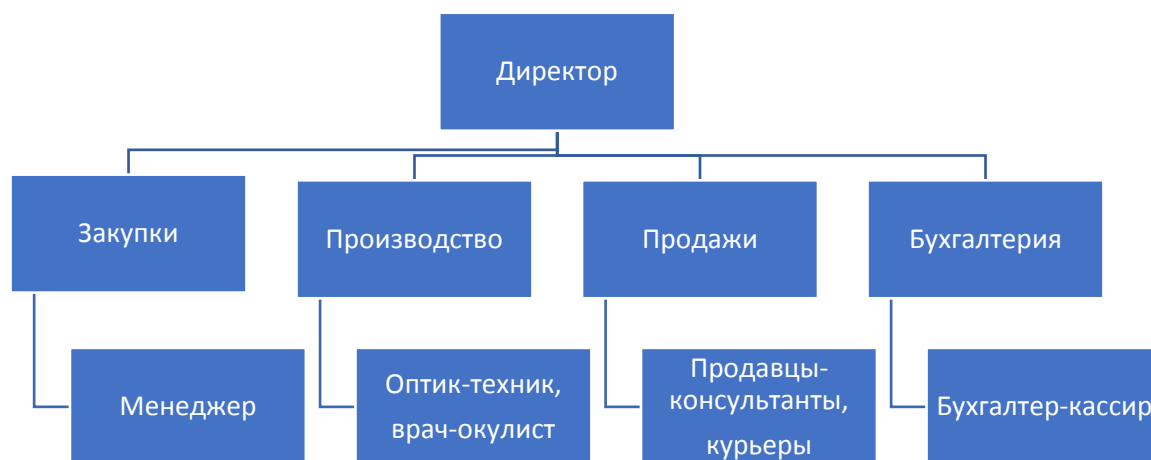 Директор
Закупки
Производство
Продажи
Бухгалтерия
Менеджер
Оптик-техник,
врач-окулист
Продавцы-
консультанты,
курьеры
Бухгалтер-кассир